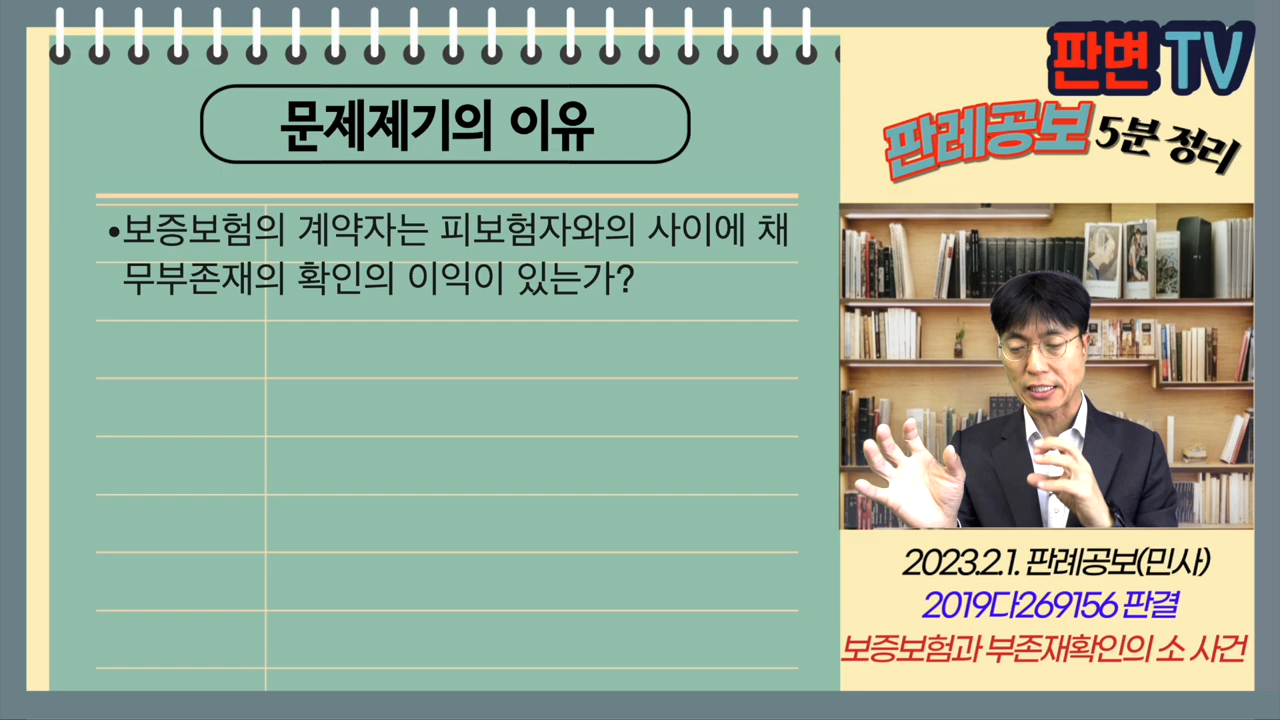 문제제기의 이유
•보증보험의 계약자는 피보험자와의 사이에 채
무부존재의 확인의 이익이 있는가?
판변 TV
판례공보 5분 정리
2023.2.1. 판례공보(민사)
2019다269156 판결
보증보험과 부존재확인의 소 사건